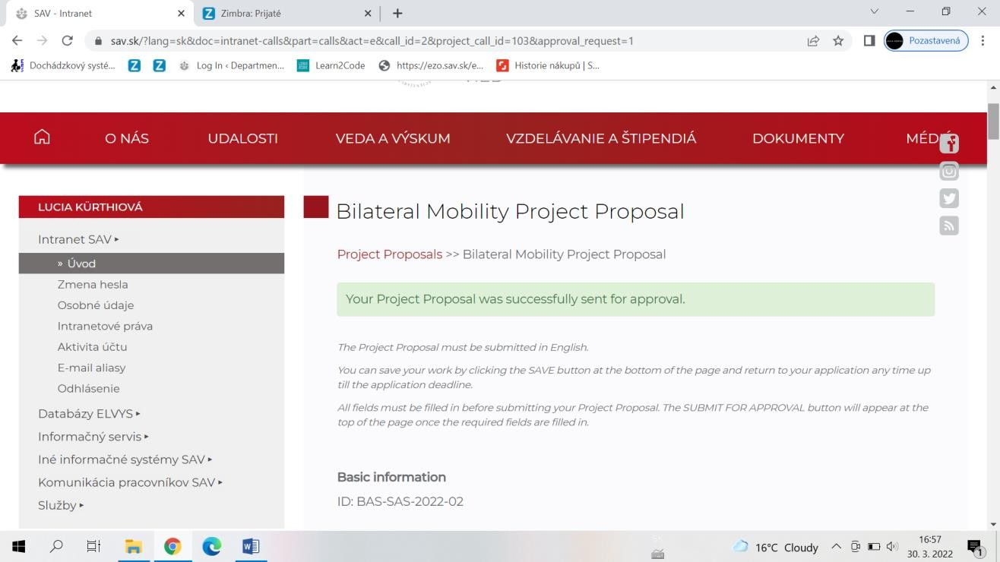 SAV - Intranet
Zimbra: Prijaté
sav.sk/?lang=sk&doc=intranet-calls&part=calls&act=e&call_id=2&project_call_id=103&approval_request=1
Pozastavená
Dochádzkový systé...
Log In ‹ Departmen...
Learn2Code
https://ezo.sav.sk/e...
Historie nákupů | S...
O NÁS
UDALOSTI
VEDA A VÝSKUM
VZDELÁVANIE A ŠTIPENDIÁ
DOKUMENTY
MÉDIÁ
LUCIA KÜRTHIOVÁ
Intranet SAV ▸
» Úvod
Zmena hesla
Osobné údaje
Intranetové práva
Aktivita účtu
E-mail aliasy
Odhlásenie
Databázy ELVYS ▸
Informačný servis ▸
Iné informačné systémy SAV ▸
Komunikácia pracovníkov SAV ▸
Služby ▸
Bilateral Mobility Project Proposal
Project Proposals >> Bilateral Mobility Project Proposal
Your Project Proposal was successfully sent for approval.
The Project Proposal must be submitted in English.
You can save your work by clicking the SAVE button at the bottom of the page and return to your application any time up
till the application deadline.
All fields must be filled in before submitting your Project Proposal. The SUBMIT FOR APPROVAL button will appear at the
top of the page once the required fields are filled in.
Basic information
ID: BAS-SAS-2022-02
16°C Cloudy
16:57
30. 3. 2022
1